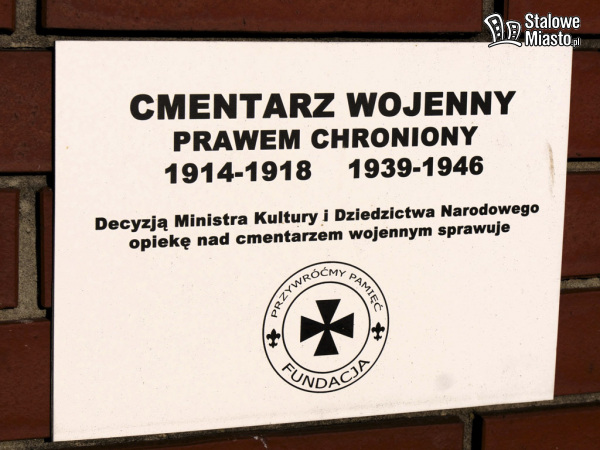 Stalowe
Miasto.pl
CMENTARZ WOJENNY
PRAWEM CHRONIONY
1914-1918 1939-1946
Decyzją Ministra Kultury i Dziedzictwa Narodowego
opiekę nad cmentarzem wojennym sprawuje
PRZYWRÓĆMY PAMIĘĆ
FUNDACJA